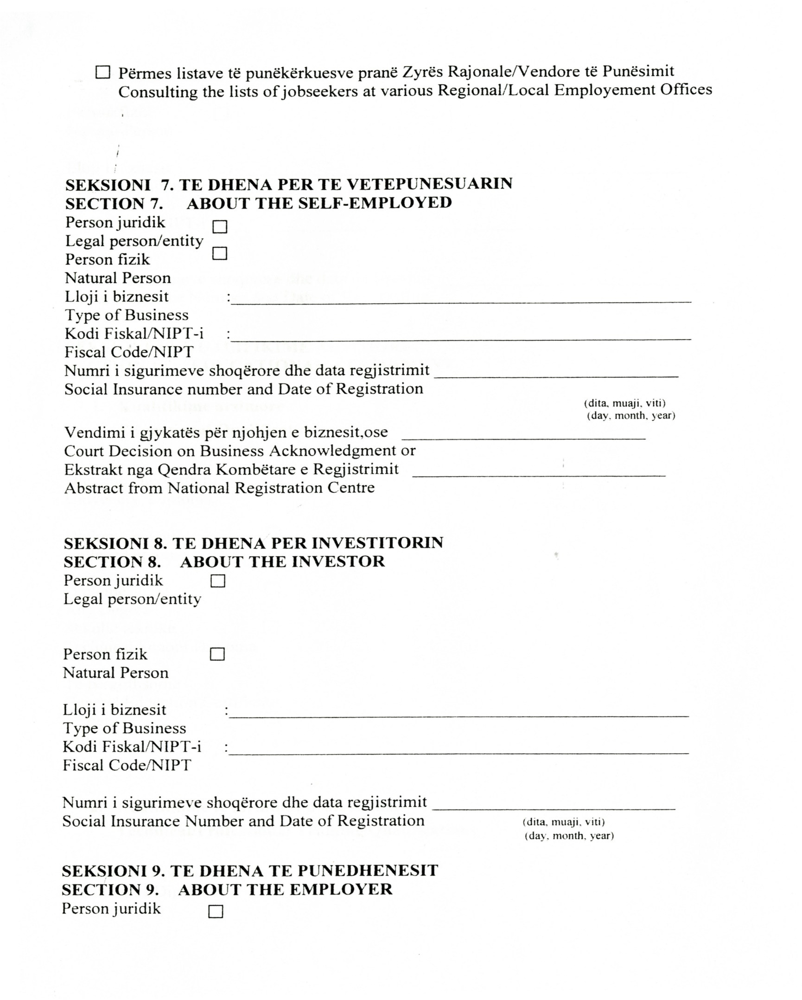 ☐ Përmes listave të punëkërkuesve pranë Zyrës Rajonale/Vendore të Punësimit
Consulting the lists of jobseekers at various Regional/Local Employement Offices
SEKSIONI 7. TE DHENA PER TE VETEPUNESUARIN
SECTION 7. ABOUT THE SELF-EMPLOYED
Person juridik ☐
Legal person/entity
Person fizik ☐
Natural Person
Lloji i biznesit :
Type of Business
Kodi Fiskal/NIPT-i :
Fiscal Code/NIPT
Numri i sigurimeve shoqërore dhe data regjistrimit
Social Insurance number and Date of Registration
(dita, muaji, viti)
(day, month, year)
Vendimi i gjykatës për njohjen e biznesit,ose
Court Decision on Business Acknowledgment or
Ekstrakt nga Qendra Kombëtare e Regjistrimit
Abstract from National Registration Centre
SEKSIONI 8. TE DHENA PER INVESTITORIN
SECTION 8. ABOUT THE INVESTOR
Person juridik ☐
Legal person/entity
Person fizik ☐
Natural Person
Lloji i biznesit :
Type of Business
Kodi Fiskal/NIPT-i :
Fiscal Code/NIPT
Numri i sigurimeve shoqërore dhe data regjistrimit
Social Insurance Number and Date of Registration (dita, muaji, viti)
(day, month, year)
SEKSIONI 9. TE DHENA TE PUNEDHENESIT
SECTION 9. ABOUT THE EMPLOYER
Person juridik ☐